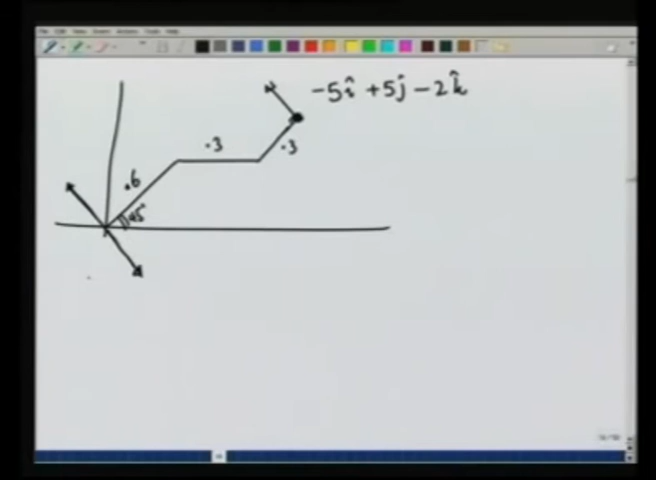 -5î + 5ĵ - 2k̂
.3
.3
.6
45°